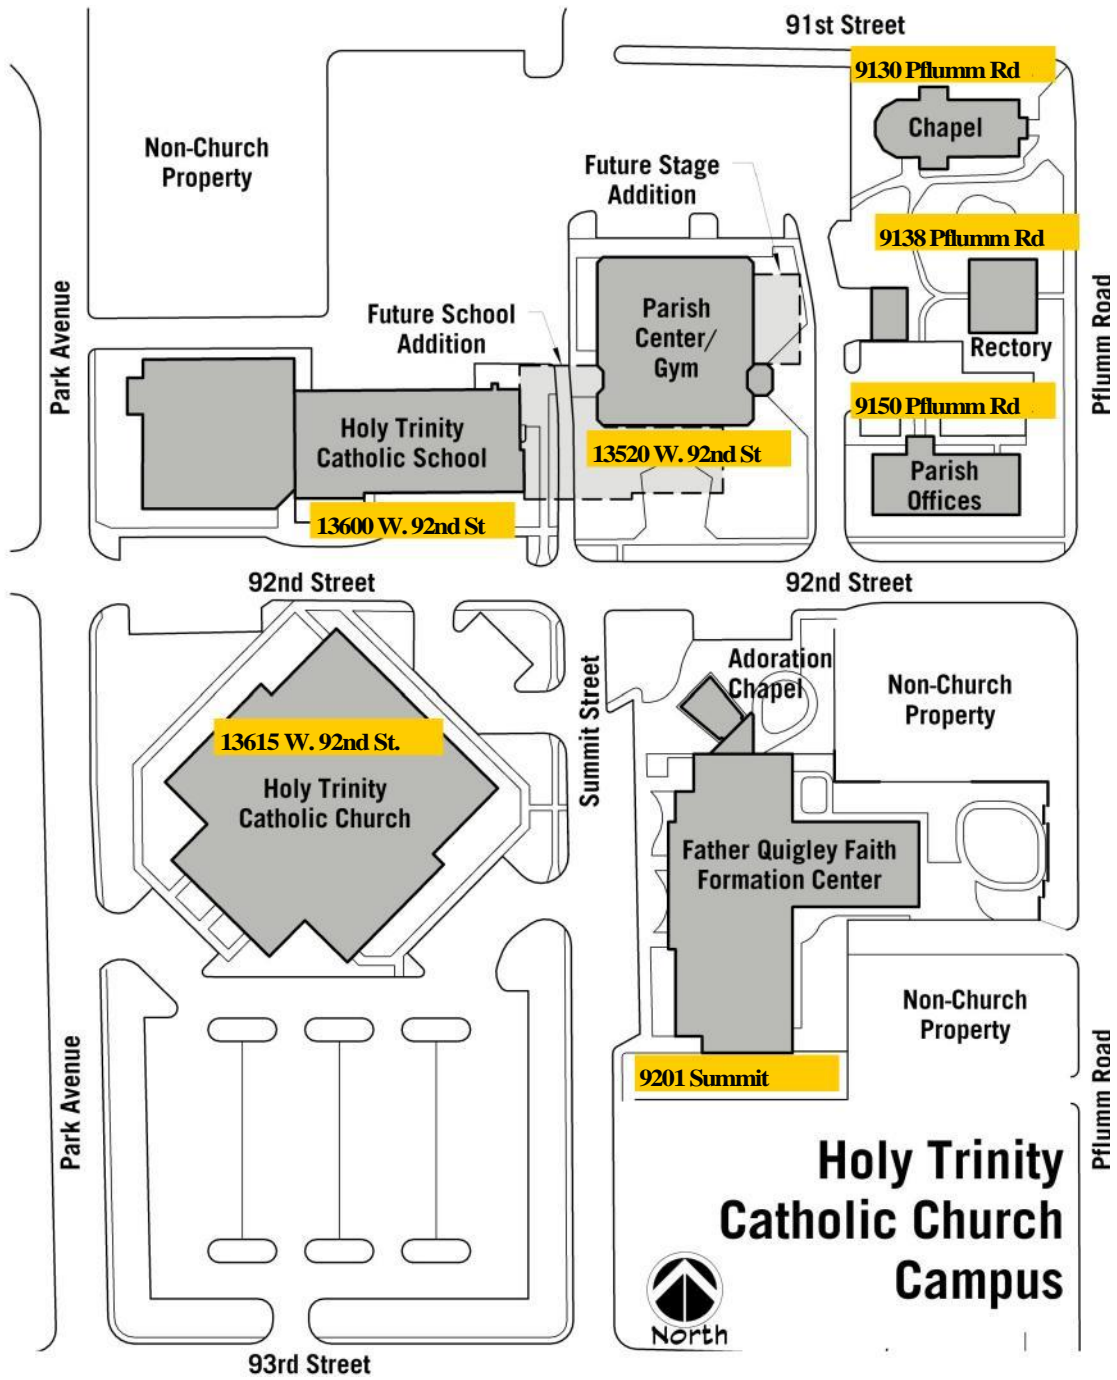 91st Street
9130 Pflumm Rd
Chapel
Non-Church
Property
Future Stage
Addition
9138 Pflumm Rd
Park Avenue
Future School
Addition
Parish
Center/
Gym
Rectory
Pflumm Road
9150 Pflumm Rd
Holy Trinity
Catholic School
13520 W. 92nd St
Parish
Offices
13600 W. 92nd St
92nd Street
92nd Street
Adoration
Chapel
Non-Church
Property
Summit Street
13615 W. 92nd St.
Holy Trinity
Catholic Church
Father Quigley Faith
Formation Center
Non-Church
Property
Park Avenue
9201 Summit
Pflumm Road
Holy Trinity
Catholic Church
Campus
North
93rd Street